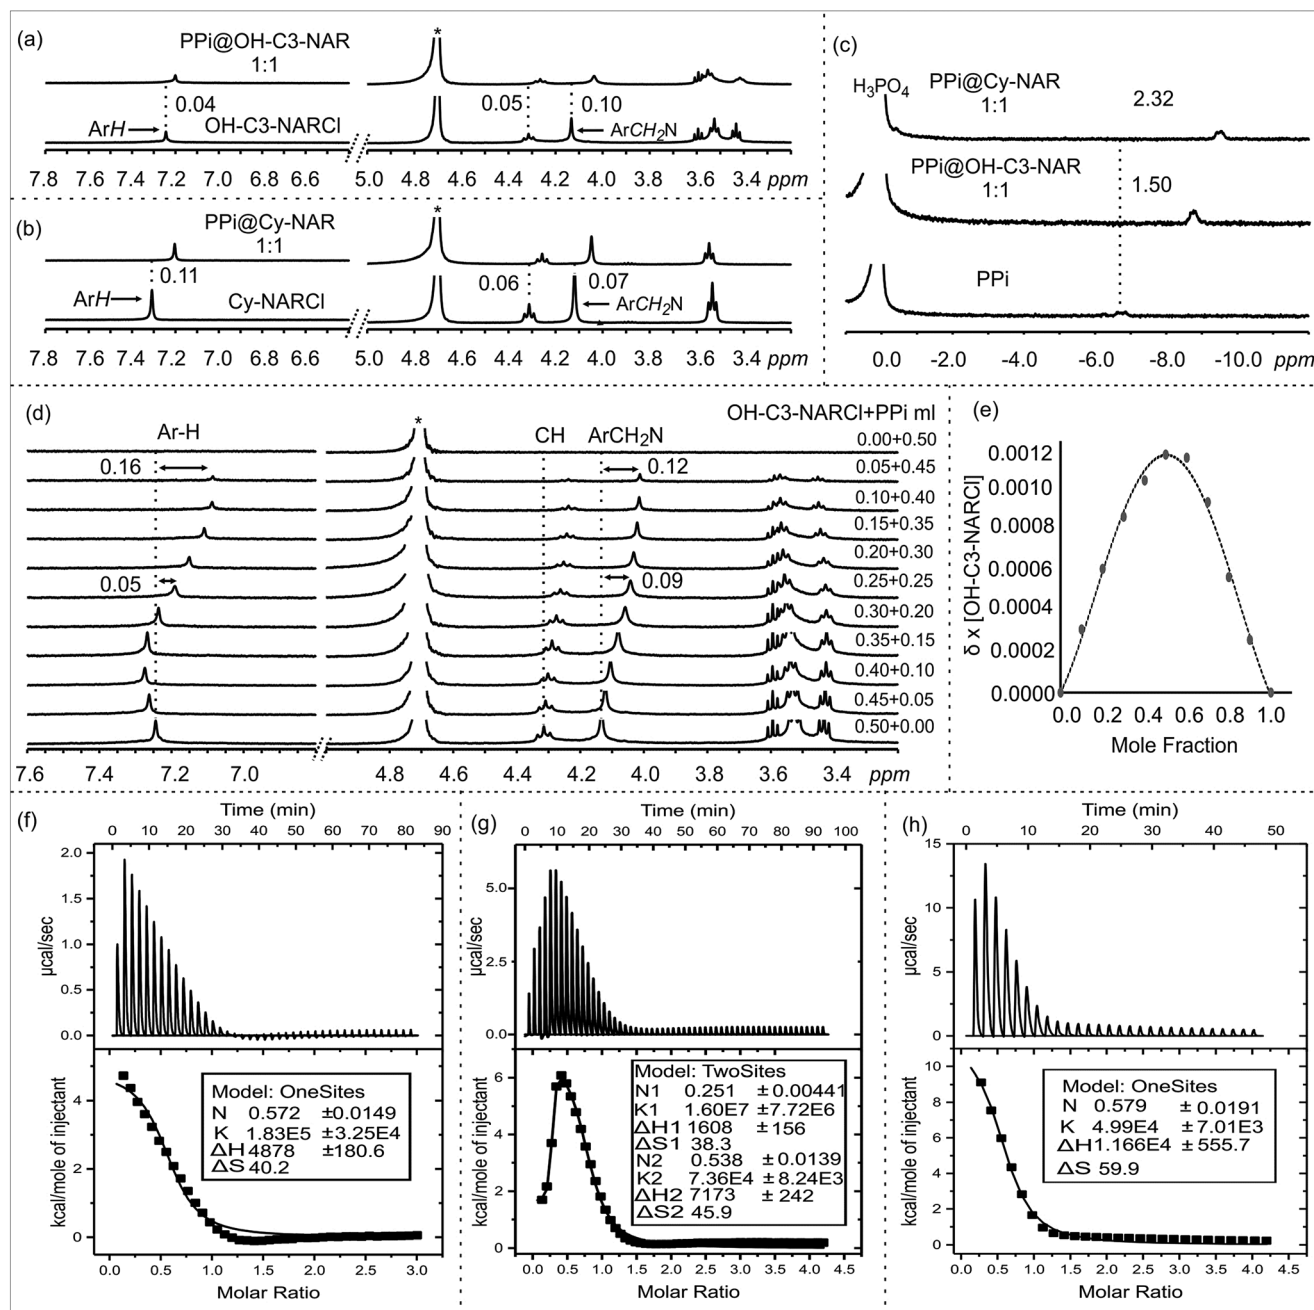 (a)
PPi@OH-C3-NAR
1:1
*
0.04
0.05
0.10
ArH
OH-C3-NARCl
ArCH₂N
7.8 7.6 7.4 7.2 7.0 6.8 6.6 5.0 4.8 4.6 4.4 4.2 4.0 3.8 3.6 3.4 ppm
(b)
PPi@Cy-NAR
1:1
*
0.11
0.06
0.07
ArH
Cy-NARCl
ArCH₂N
7.8 7.6 7.4 7.2 7.0 6.8 6.6 5.0 4.8 4.6 4.4 4.2 4.0 3.8 3.6 3.4 ppm
(c)
H₃PO₄
PPi@Cy-NAR
1:1
2.32
PPi@OH-C3-NAR
1:1
1.50
PPi
0.0 -2.0 -4.0 -6.0 -8.0 -10.0 ppm
(d)
OH-C3-NARCl+PPi ml
Ar-H
*
CH
ArCH₂N
0.00+0.50
0.16
0.12
0.05+0.45
0.10+0.40
0.15+0.35
0.20+0.30
0.05
0.09
0.25+0.25
0.30+0.20
0.35+0.15
0.40+0.10
0.45+0.05
0.50+0.00
7.6 7.4 7.2 7.0 4.8 4.6 4.4 4.2 4.0 3.8 3.6 3.4 ppm
(e)
δ x [OH-C3-NARCl]
0.0012
0.0010
0.0008
0.0006
0.0004
0.0002
0.0000
0.0 0.2 0.4 0.6 0.8 1.0
Mole Fraction
(f)
Time (min)
0 10 20 30 40 50 60 70 80 90
2.0
1.5
1.0
0.5
0.0
µcal/sec
Model: OneSites
N 0.572 ±0.0149
K 1.83E5 ±3.25E4
ΔH 4878 ±180.6
ΔS 40.2
4
2
0
kcal/mole of injectant
0.0 0.5 1.0 1.5 2.0 2.5 3.0
Molar Ratio
(g)
Time (min)
0 10 20 30 40 50 60 70 80 90 100
5.0
2.5
0.0
µcal/sec
Model: TwoSites
N1 0.251 ±0.00441
K1 1.60E7 ±7.72E6
ΔH1 1608 ± 156
ΔS1 38.3
N2 0.538 ±0.0139
K2 7.36E4 ±8.24E3
ΔH2 7173 ± 242
ΔS2 45.9
6
4
2
0
kcal/mole of injectant
0.0 0.5 1.0 1.5 2.0 2.5 3.0 3.5 4.0 4.5
Molar Ratio
(h)
Time (min)
0 10 20 30 40 50
15
10
5
0
µcal/sec
Model: OneSites
N 0.579 ± 0.0191
K 4.99E4 ± 7.01E3
ΔH1.166E4 ± 555.7
ΔS 59.9
10
8
6
4
2
0
kcal/mole of injectant
0.0 0.5 1.0 1.5 2.0 2.5 3.0 3.5 4.0 4.5 5.0
Molar Ratio